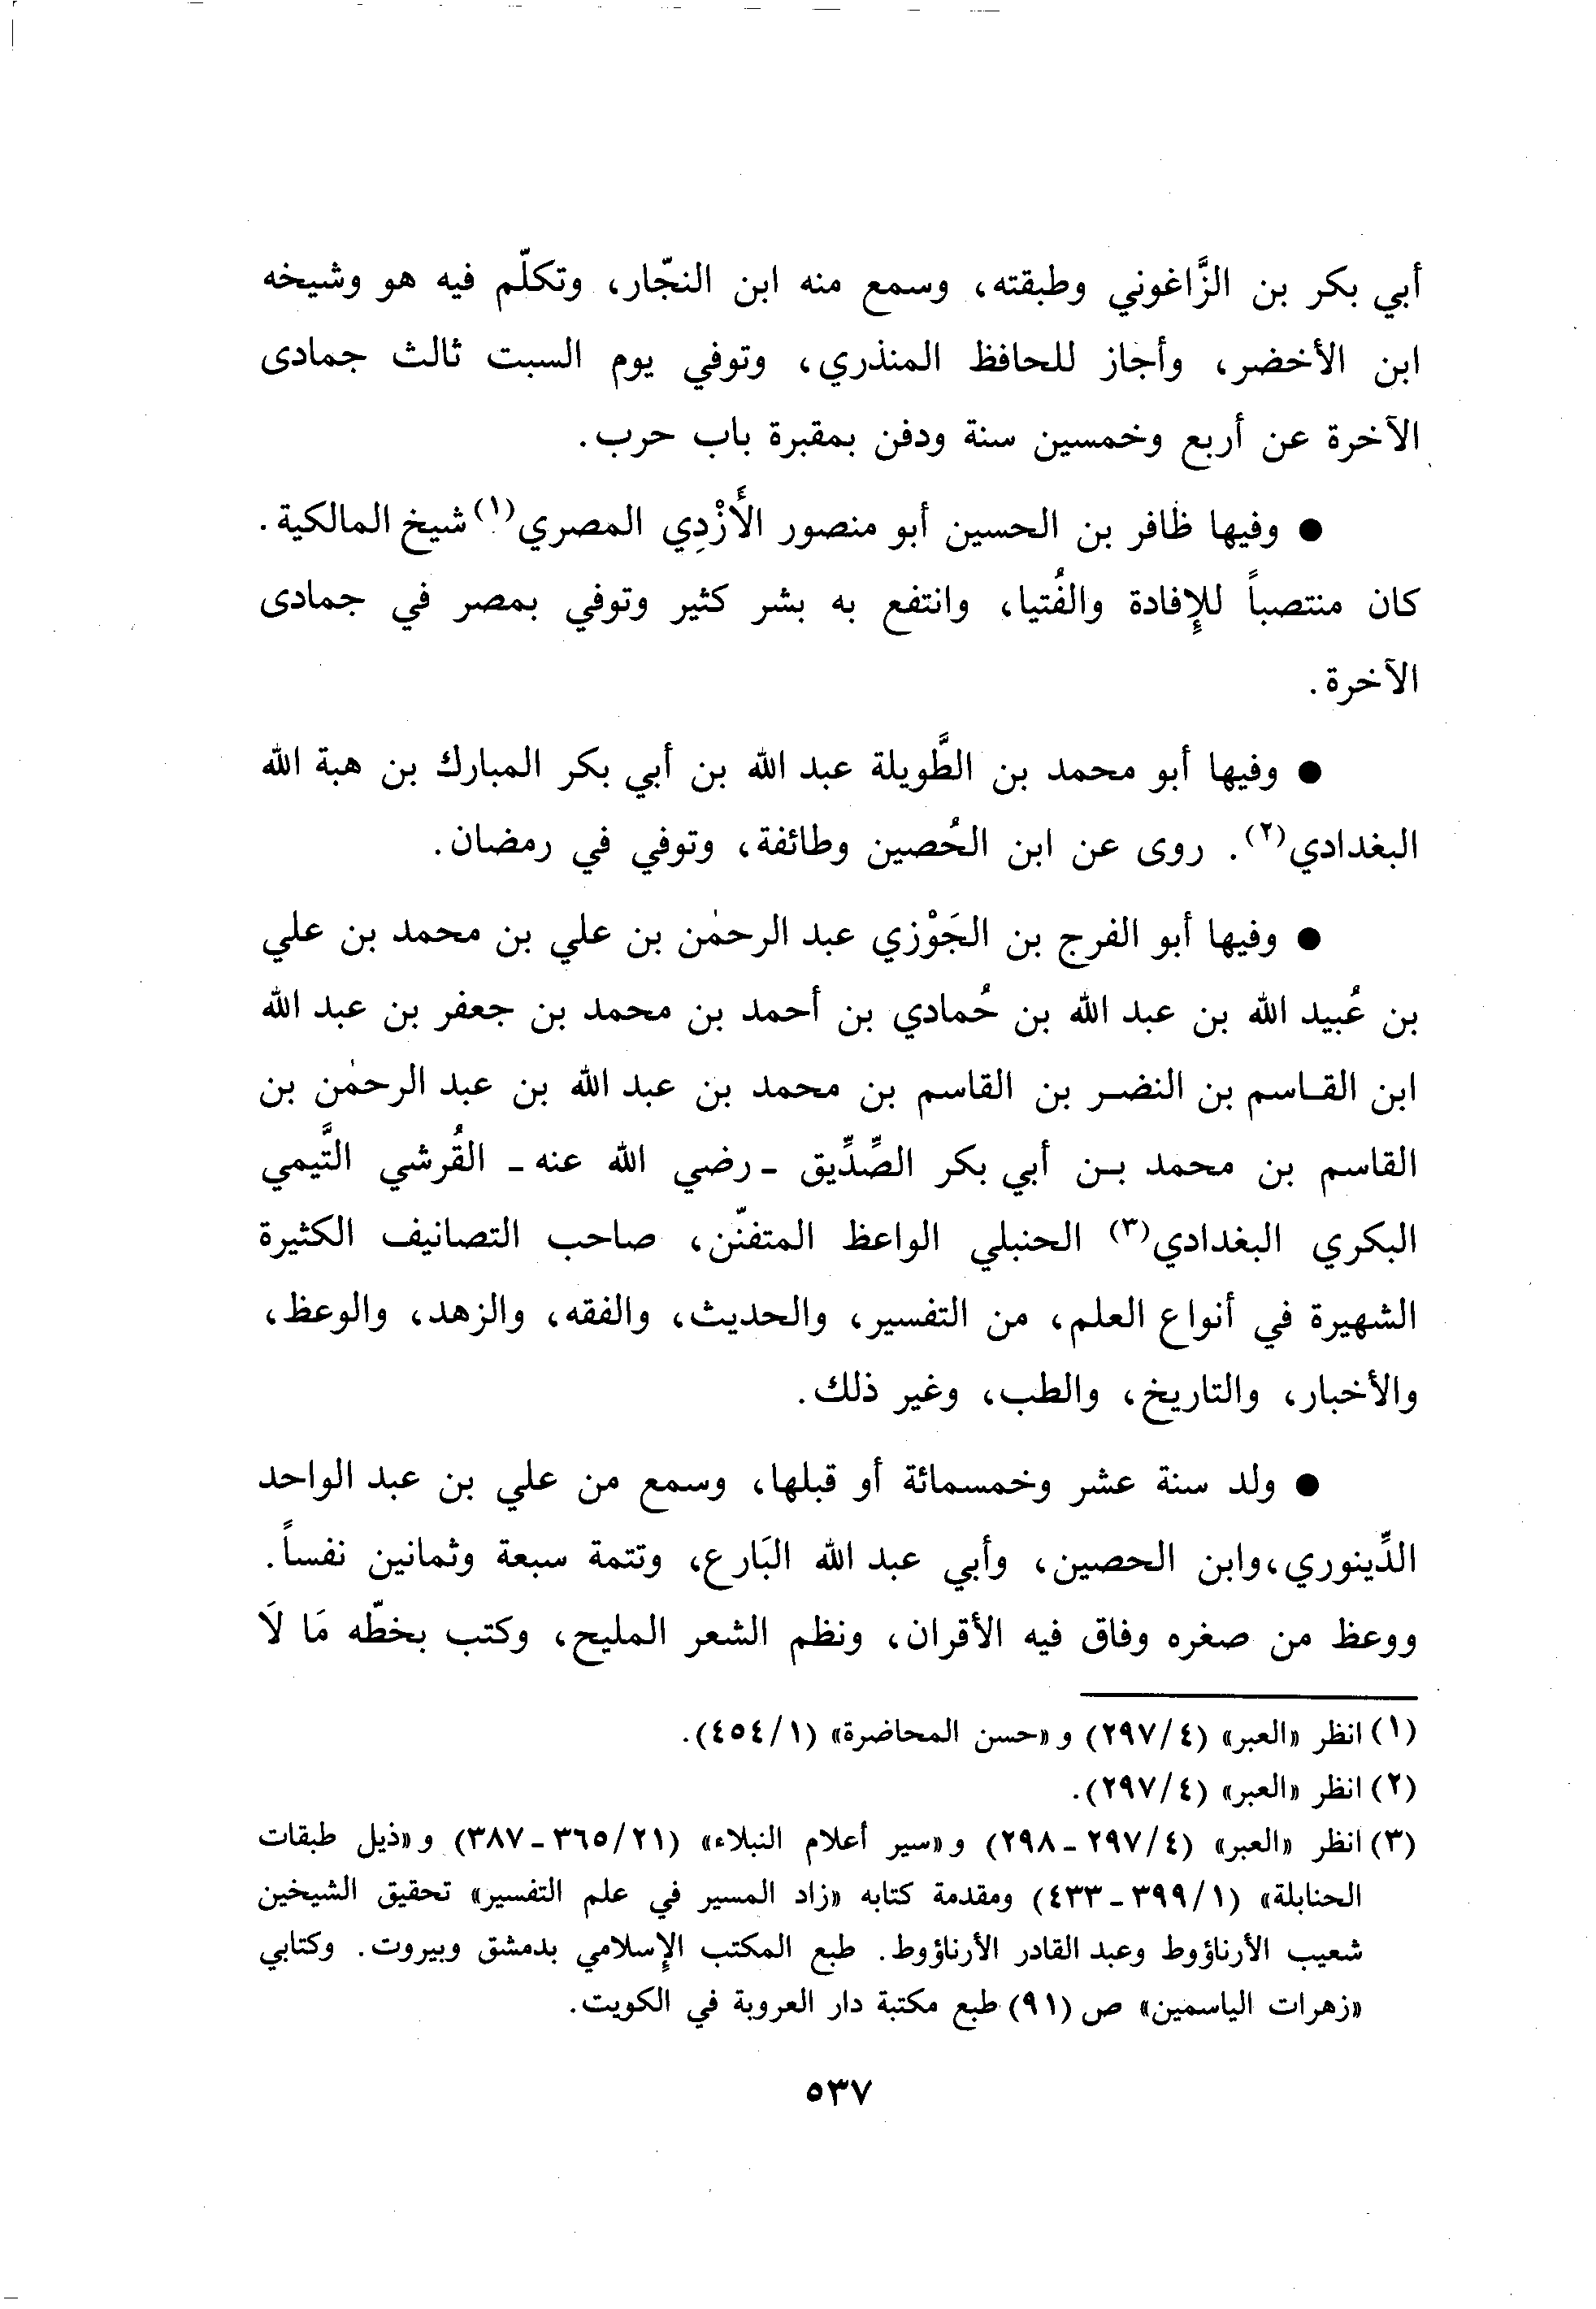 أبي بكر بن الزَّاغوني وطبقته، وسمع منه ابن النجّار، وتكلّم فيه هو وشيخه
ابن الأخضر، وأجاز للحافظ المنذري، وتوفي يوم السبت ثالث جمادى
الآخرة عن أربع وخمسين سنة ودفن بمقبرة باب حرب.
● وفيها ظافر بن الحسين أبو منصور الأَزْدِي المصري(١) شيخ المالكية.
كان منتصباً للإفادة والفُتيا، وانتفع به بشر كثير وتوفي بمصر في جمادى
الآخرة.
● وفيها أبو محمد بن الطَّويلة عبد الله بن أبي بكر المبارك بن هبة الله
البغدادي(٢). روى عن ابن الحُصين وطائفة، وتوفي في رمضان.
● وفيها أبو الفرج بن الجَوْزي عبد الرحمٰن بن علي بن محمد بن علي
بن عُبيد الله بن عبد الله بن حُمادي بن أحمد بن محمد بن جعفر بن عبد الله
ابن القاسم بن النضر بن القاسم بن محمد بن عبد الله بن عبد الرحمٰن بن
القاسم بن محمد بن أبي بكر الصِّدِّيق - رضي الله عنه - القُرشي التَّيمي
البكري البغدادي(٣) الحنبلي الواعظ المتفنّن، صاحب التصانيف الكثيرة
الشهيرة في أنواع العلم، من التفسير، والحديث، والفقه، والزهد، والوعظ،
والأخبار، والتاريخ، والطب، وغير ذلك.
● ولد سنة عشر وخمسمائة أو قبلها، وسمع من علي بن عبد الواحد
الدِّينوري، وابن الحصين، وأبي عبد الله البَارع، وتتمة سبعة وثمانين نفساً.
ووعظ من صغره وفاق فيه الأقران، ونظم الشعر المليح، وكتب بخطّه مَا لَا
(١) انظر «العبر» (٢٩٧/٤) و«حسن المحاضرة» (٤٥٤/١).
(٢) انظر «العبر» (٢٩٧/٤).
(٣) انظر «العبر» (٢٩٧/٤ - ٢٩٨) و«سير أعلام النبلاء» (٣٦٥/٢١ - ٣٨٧) و«ذيل طبقات
الحنابلة» (٣٩٩/١ - ٤٣٣) ومقدمة كتابه «زاد المسير في علم التفسير» تحقيق الشيخين
شعيب الأرناؤوط وعبد القادر الأرناؤوط. طبع المكتب الإسلامي بدمشق وبيروت. وكتابي
«زهرات الياسمين» ص (٩١) طبع مكتبة دار العروبة في الكويت.
٥٣٧